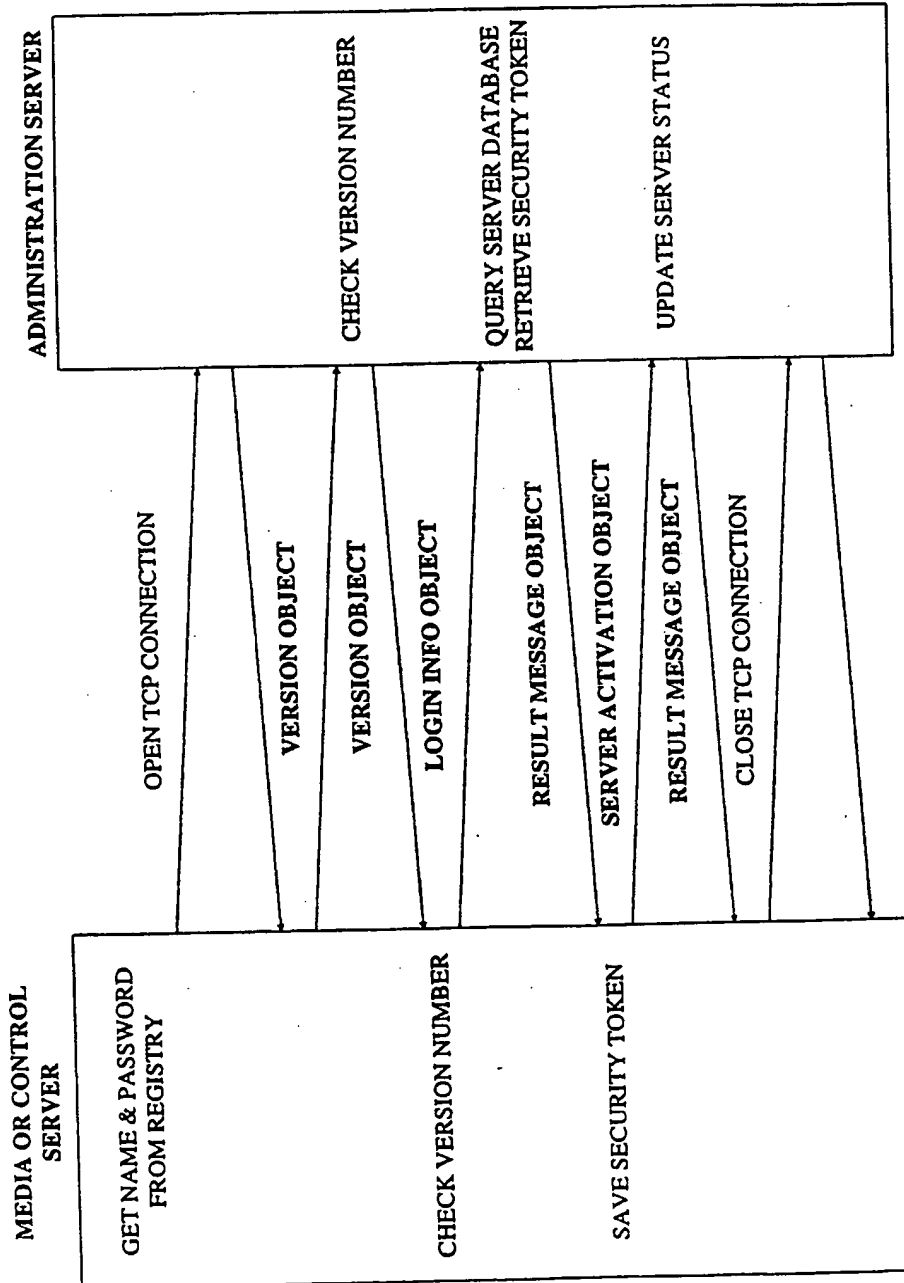 MEDIA OR CONTROL
SERVER
GET NAME & PASSWORD
FROM REGISTRY
CHECK VERSION NUMBER
SAVE SECURITY TOKEN
OPEN TCP CONNECTION
VERSION OBJECT
VERSION OBJECT
LOGIN INFO OBJECT
RESULT MESSAGE OBJECT
SERVER ACTIVATION OBJECT
RESULT MESSAGE OBJECT
CLOSE TCP CONNECTION
ADMINISTRATION SERVER
CHECK VERSION NUMBER
QUERY SERVER DATABASE
RETRIEVE SECURITY TOKEN
UPDATE SERVER STATUS